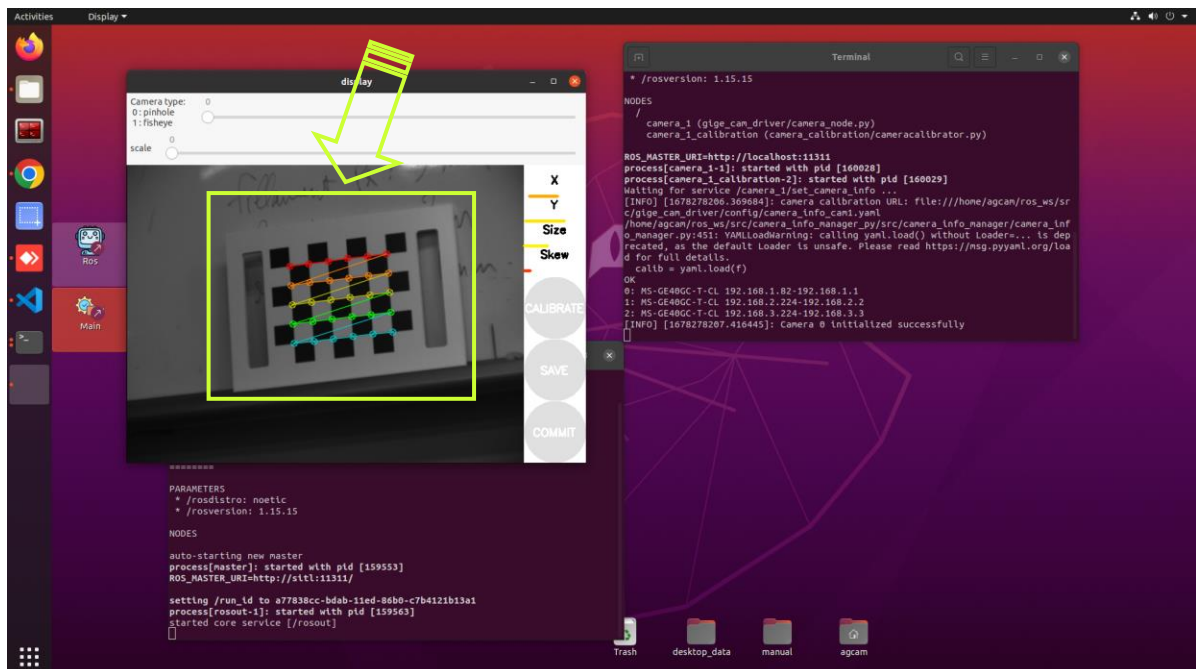 Activities
Display
display
Camera type:
0 : pinhole
1 : fisheye
0
scale
0
X
Y
Size
Skew
CALIBRATE
SAVE
COMMIT
Ros
Main
Terminal
* /rosversion: 1.15.15
NODES
/
camera_1 (gige_cam_driver/camera_node.py)
camera_1_calibration (camera_calibration/cameracalibrator.py)
ROS_MASTER_URI=http://localhost:11311
process[camera_1-1]: started with pid [160028]
process[camera_1_calibration-2]: started with pid [160029]
Waiting for service /camera_1/set_camera_info ...
[INFO] [1678278206.369684]: camera calibration URL: file:///home/agcam/ros_ws/sr
c/gige_cam_driver/config/camera_info_cam1.yaml
/home/agcam/ros_ws/src/camera_info_manager_py/src/camera_info_manager/camera_inf
o_manager.py:451: YAMLLoadWarning: calling yaml.load() without Loader=... is dep
recated, as the default Loader is unsafe. Please read https://msg.pyyaml.org/loa
d for full details.
calib = yaml.load(f)
OK
0: MS-GE40GC-T-CL 192.168.1.82-192.168.1.1
1: MS-GE40GC-T-CL 192.168.2.224-192.168.2.2
2: MS-GE40GC-T-CL 192.168.3.224-192.168.3.3
[INFO] [1678278207.416445]: Camera 0 initialized successfully
========
PARAMETERS
* /rosdistro: noetic
* /rosversion: 1.15.15
NODES
auto-starting new master
process[master]: started with pid [159553]
ROS_MASTER_URI=http://sitl:11311/
setting /run_id to a77838cc-bdab-11ed-86b0-c7b4121b13a1
process[rosout-1]: started with pid [159563]
started core service [/rosout]
Trash
desktop_data
manual
agcam